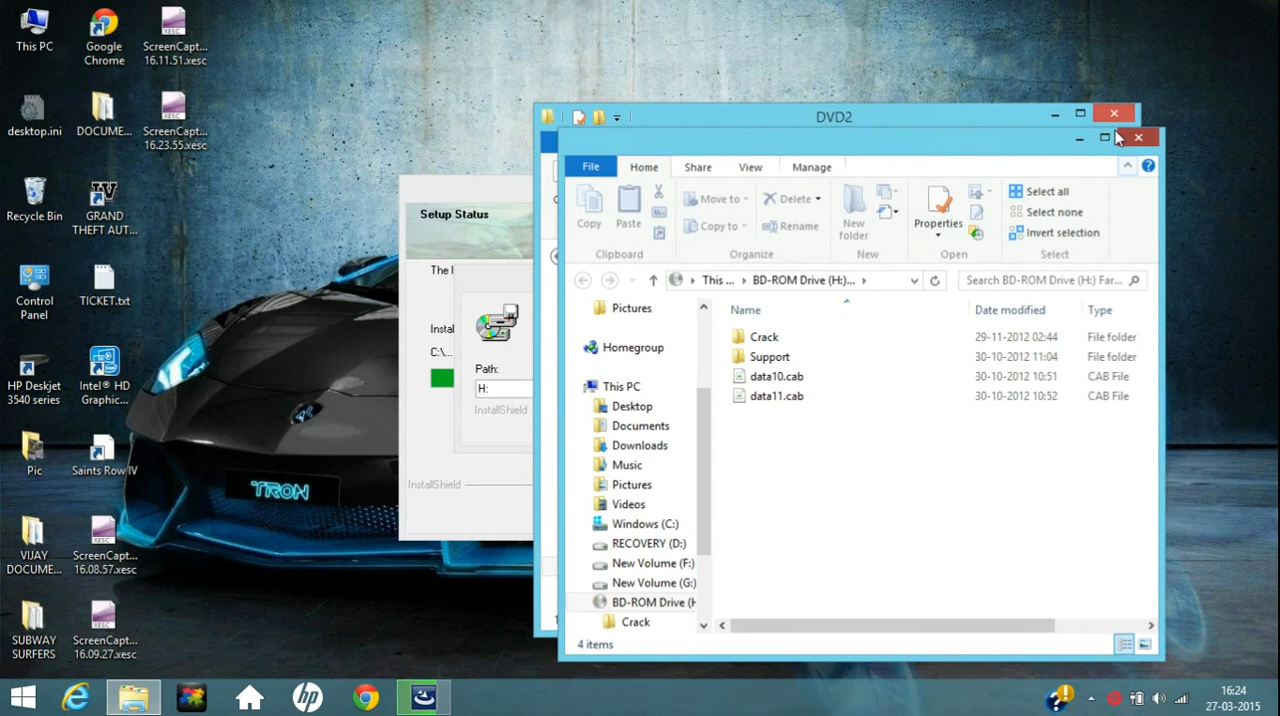 This PC
Google
Chrome
ScreenCapt...
16.11.51.xesc
desktop.ini
DOCUME...
ScreenCapt...
16.23.55.xesc
Recycle Bin
GRAND
THEFT AUT...
Control
Panel
TICKET.txt
HP Deskjet
3540 series
Intel® HD
Graphic...
Pic
Saints Row IV
VIJAY
DOCUME...
ScreenCapt...
16.08.57.xesc
SUBWAY
SURFERS
ScreenCapt...
16.09.27.xesc
TRON
Setup Status
The I
Instal
C:\...
Path:
H:
InstallShield
InstallShield
DVD2
File
Home
Share
View
Manage
Copy
Paste
Clipboard
Move to
Copy to
Delete
Rename
Organize
New
folder
New
Properties
Open
Select all
Select none
Invert selection
Select
This ... BD-ROM Drive (H:)...
Search BD-ROM Drive (H:) Far...
Name Date modified Type
Crack 29-11-2012 02:44 File folder
Support 30-10-2012 11:04 File folder
data10.cab 30-10-2012 10:51 CAB File
data11.cab 30-10-2012 10:52 CAB File
Pictures
Homegroup
This PC
Desktop
Documents
Downloads
Music
Pictures
Videos
Windows (C:)
RECOVERY (D:)
New Volume (F:)
New Volume (G:)
BD-ROM Drive (H
Crack
4 items
hp
16:24
27-03-2015